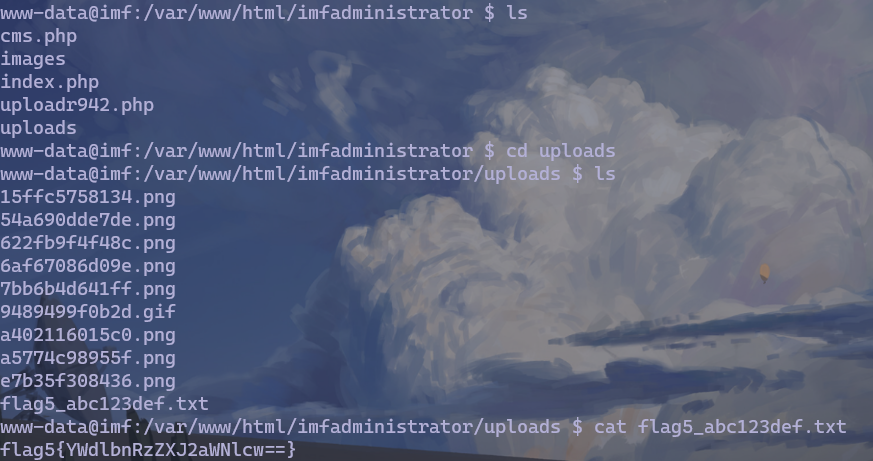 www-data@imf:/var/www/html/imfadministrator $ ls
cms.php
images
index.php
uploadr942.php
uploads
www-data@imf:/var/www/html/imfadministrator $ cd uploads
www-data@imf:/var/www/html/imfadministrator/uploads $ ls
15ffc5758134.png
54a690dde7de.png
622fb9f4f48c.png
6af67086d09e.png
7bb6b4d641ff.png
9489499f0b2d.gif
a402116015c0.png
a5774c98955f.png
e7b35f308436.png
flag5_abc123def.txt
www-data@imf:/var/www/html/imfadministrator/uploads $ cat flag5_abc123def.txt
flag5{YWdlbnRzZXJ2aWNlcw==}